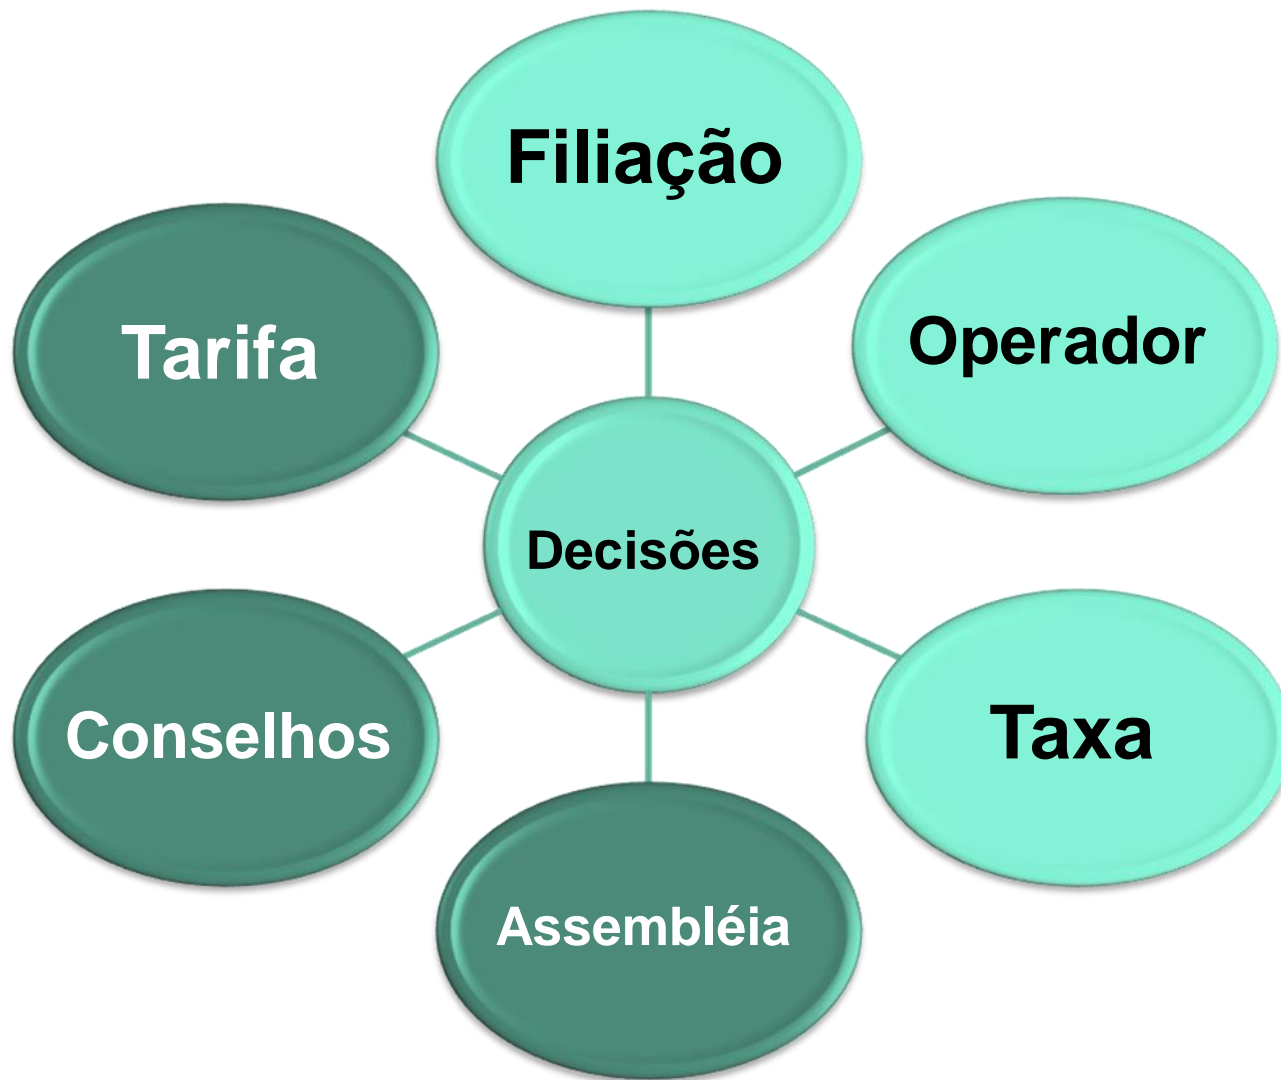 Filiação
Tarifa
Operador
Decisões
Conselhos
Taxa
Assembléia